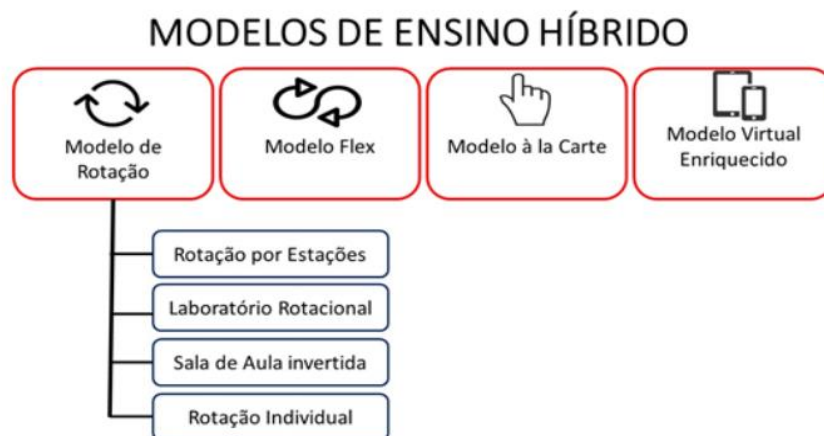 MODELOS DE ENSINO HÍBRIDO
Modelo de
Rotação
Modelo Flex
Modelo à la Carte
Modelo Virtual
Enriquecido
Rotação por Estações
Laboratório Rotacional
Sala de Aula invertida
Rotação Individual